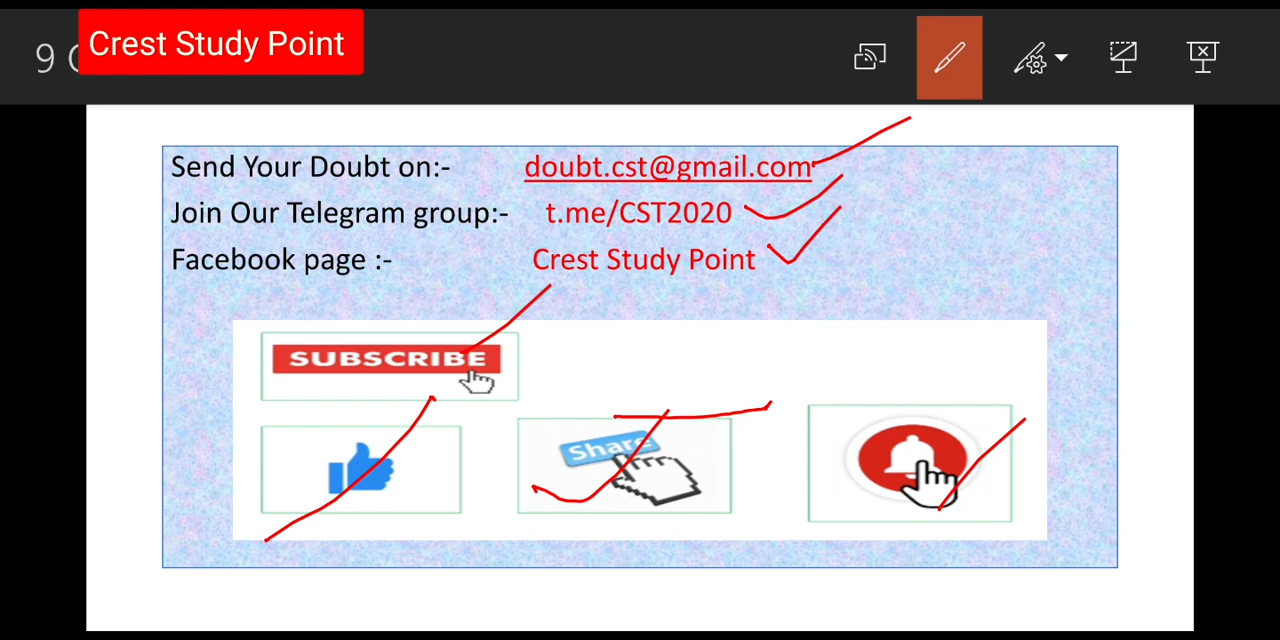 Crest Study Point
9
Send Your Doubt on:- doubt.cst@gmail.com
Join Our Telegram group:- t.me/CST2020
Facebook page :- Crest Study Point
SUBSCRIBE
Share